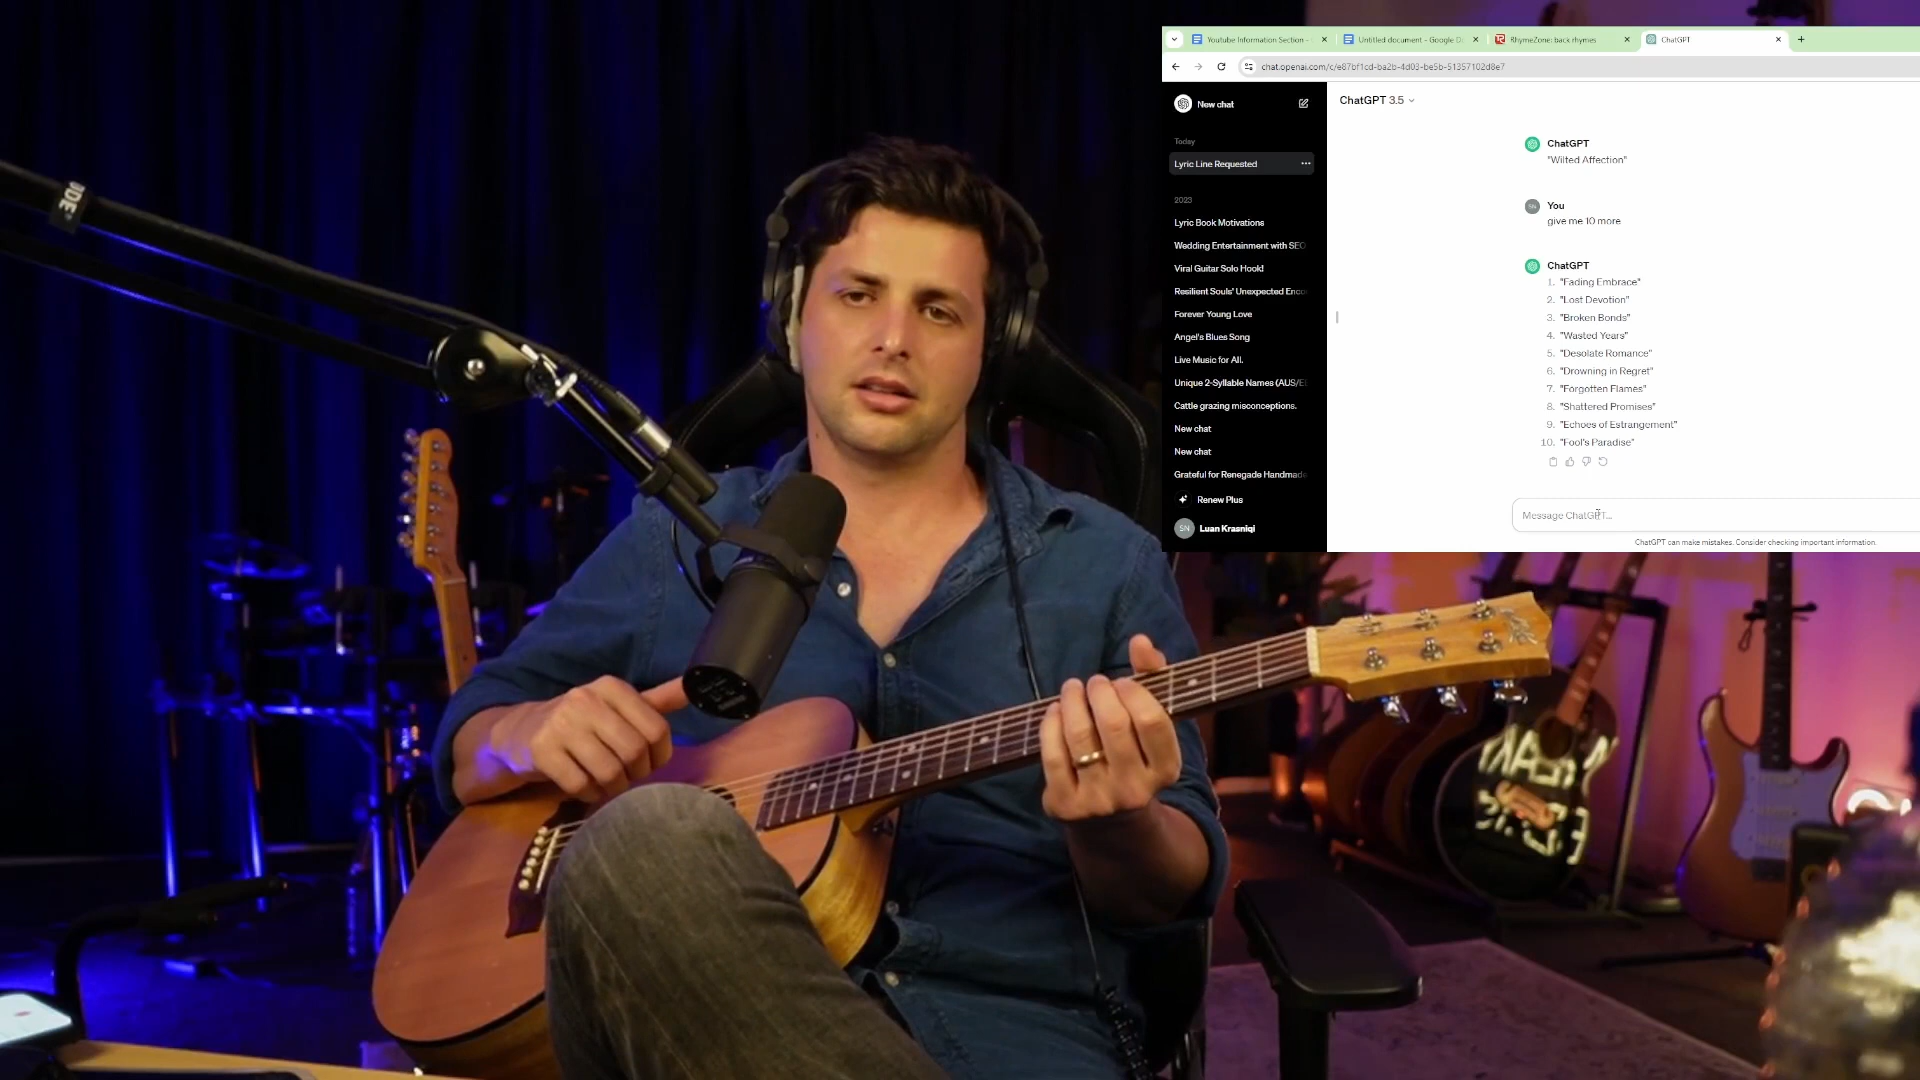 Youtube Information Section -
Untitled document - Google D
RhymeZone: back rhymes
ChatGPT
chat.openai.com/c/e87bf1cd-ba2b-4d03-be5b-51357102d8e7
New chat
ChatGPT 3.5
Today
Lyric Line Requested
2023
Lyric Book Motivations
Wedding Entertainment with SEO
Viral Guitar Solo Hook!
Resilient Souls' Unexpected Enco
Forever Young Love
Angel's Blues Song
Live Music for All.
Unique 2-Syllable Names (AUS/E
Cattle grazing misconceptions.
New chat
New chat
Grateful for Renegade Handmade
Renew Plus
SN
Luan Krasniqi
ChatGPT
"Wilted Affection"
SN
You
give me 10 more
ChatGPT
1. "Fading Embrace"
2. "Lost Devotion"
3. "Broken Bonds"
4. "Wasted Years"
5. "Desolate Romance"
6. "Drowning in Regret"
7. "Forgotten Flames"
8. "Shattered Promises"
9. "Echoes of Estrangement"
10. "Fool's Paradise"
Message ChatGPT...
ChatGPT can make mistakes. Consider checking important information.